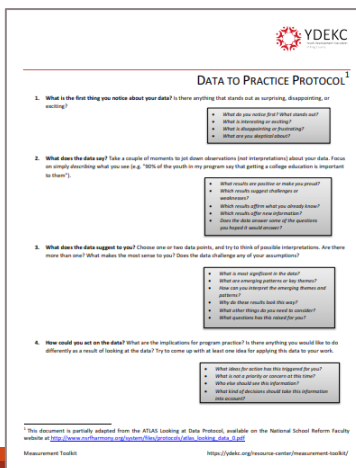 YDEKC
DATA TO PRACTICE PROTOCOL1
1. What is the first thing you notice about your data? Is there anything that stands out as surprising, disappointing, or
exciting?
• What do you notice first? What stands out?
• What is interesting or exciting?
• What is disappointing or frustrating?
• What are you skeptical about?
2. What does the data say? Take a couple of moments to jot down observations (not interpretations) about your data. Focus
on simply describing what you see (e.g. "90% of the youth in my program say that getting a college education is important
to them").
• What results are positive or make you proud?
• Which results suggest challenges or
weaknesses?
• Which results affirm what you already know?
• Which results offer new information?
• Does the data answer some of the questions
you hoped it would answer?
3. What does the data suggest to you? Choose one or two data points, and try to think of possible interpretations. Are there
more than one? What makes the most sense to you? Does the data challenge any of your assumptions?
• What is most significant in the data?
• What are emerging patterns or key themes?
• How can you interpret the emerging themes and
patterns?
• Why do these results look this way?
• What other things do you need to consider?
• What questions has this raised for you?
4. How could you act on the data? What are the implications for program practice? Is there anything you would like to do
differently as a result of looking at the data? Try to come up with at least one idea for applying this data to your work.
• What ideas for action has this triggered for you?
• What is not a priority or concern at this time?
• Who else should see this information?
• What kind of decisions should take this information
into account?
1 This document is partially adapted from the ATLAS Looking at Data Protocol, available on the National School Reform Faculty
website at http://www.nsrfharmony.org/system/files/protocols/atlas_looking_data_0.pdf
Measurement Toolkit https://ydekc.org/resource-center/measurement-toolkit/